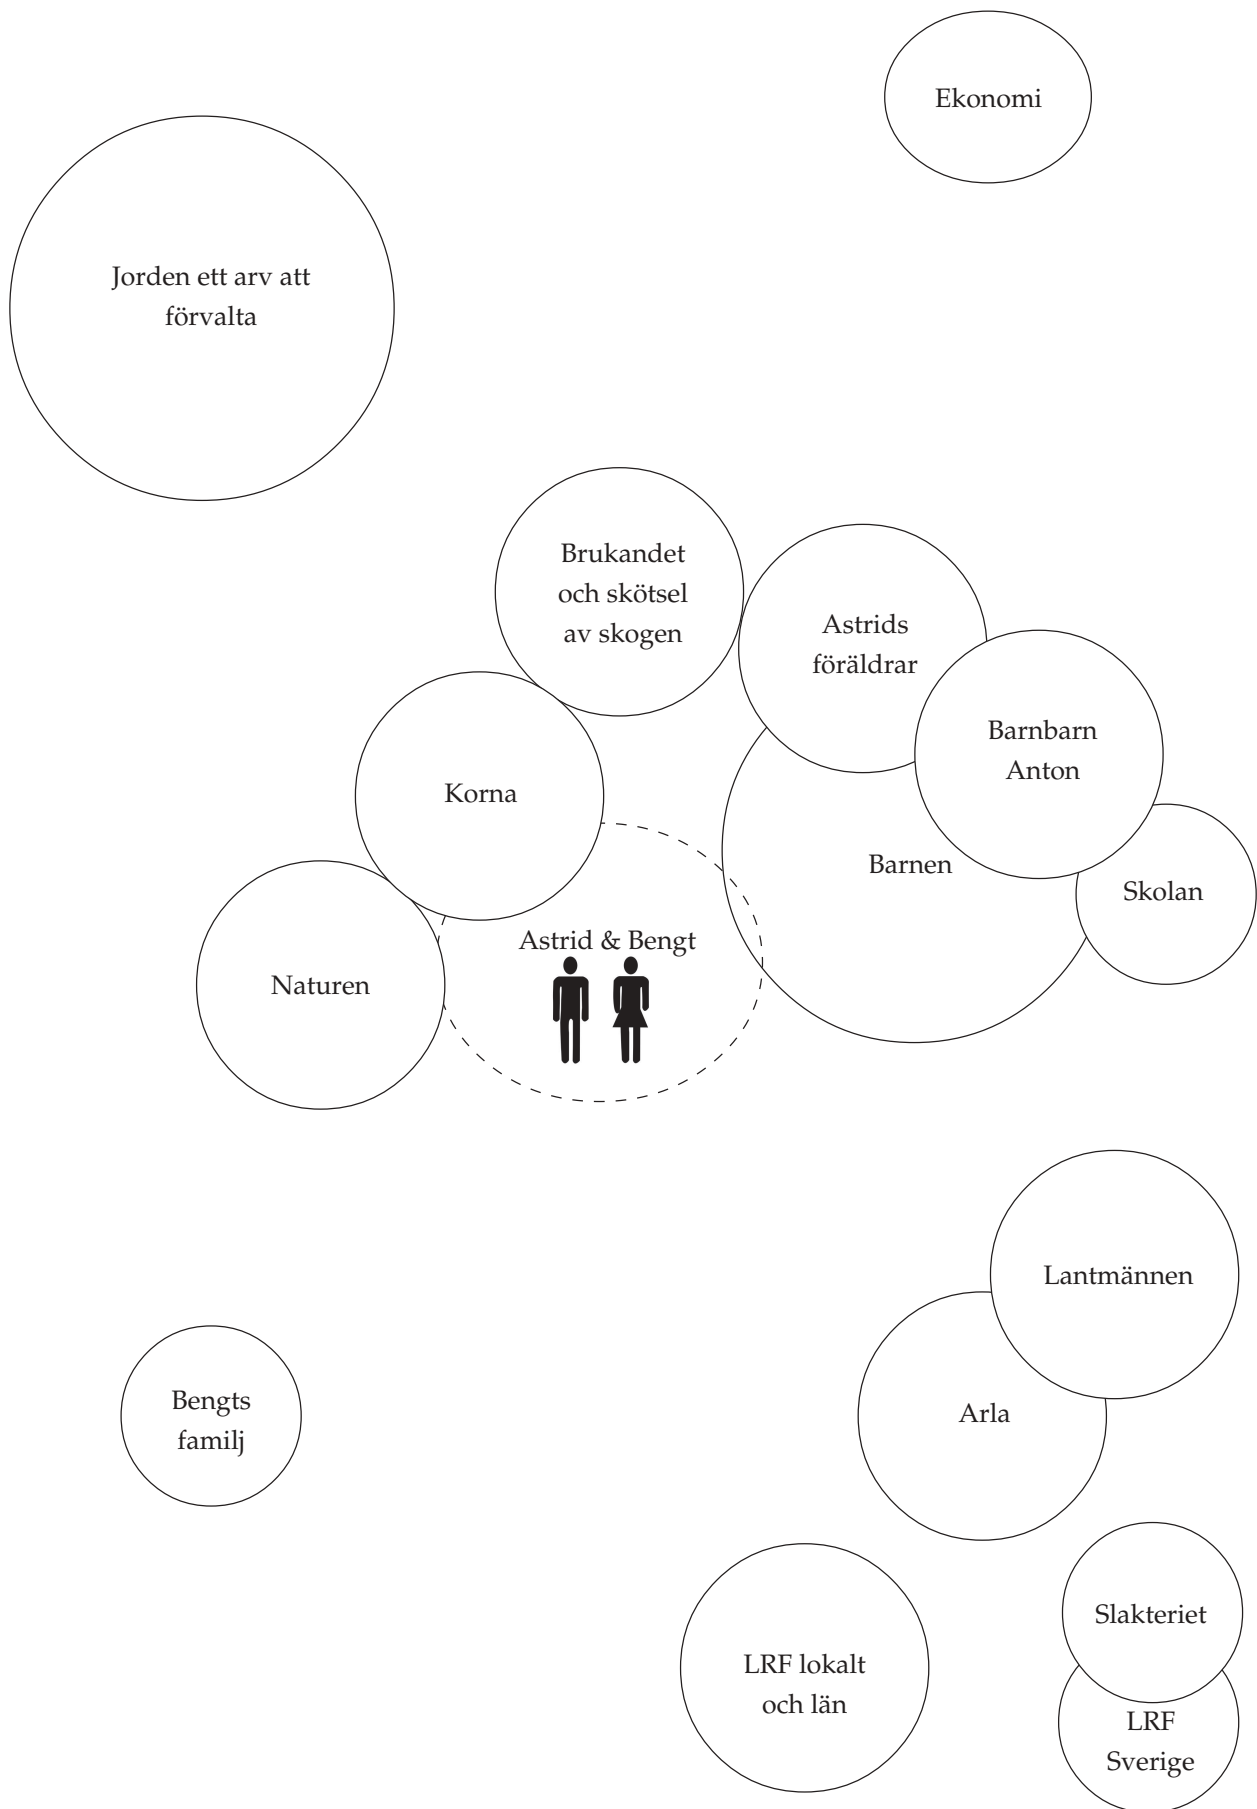 Ekonomi
Jorden ett arv att
förvalta
Brukandet
och skötsel
av skogen
Astrids
föräldrar
Barnbarn
Anton
Korna
Barnen
Skolan
Astrid & Bengt
Naturen
Lantmännen
Bengts
familj
Arla
Slakteriet
LRF lokalt
och län
LRF
Sverige